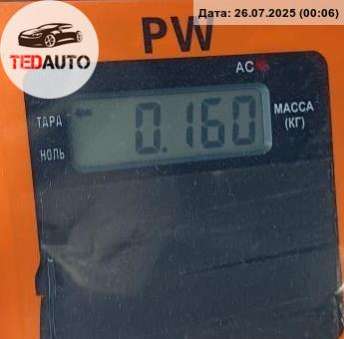 Дата: 26.07.2025 (00:06)
TEDAUTO
PW
AC
ТАРА
0.160
МАССА
(КГ)
НОЛЬ